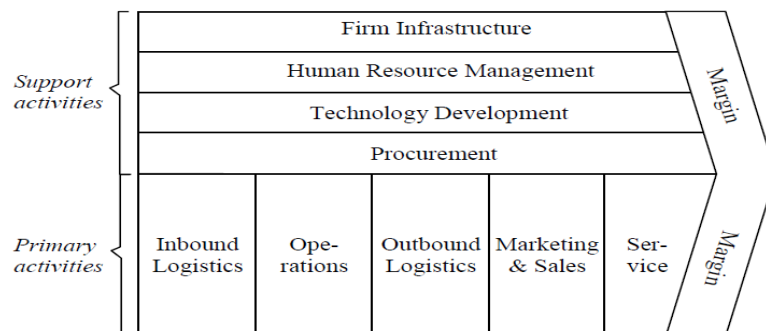 Support
activities
Firm Infrastructure
Human Resource Management
Technology Development
Procurement
Margin
Primary
activities
Inbound
Logistics
Ope-
rations
Outbound
Logistics
Marketing
& Sales
Ser-
vice
Margin